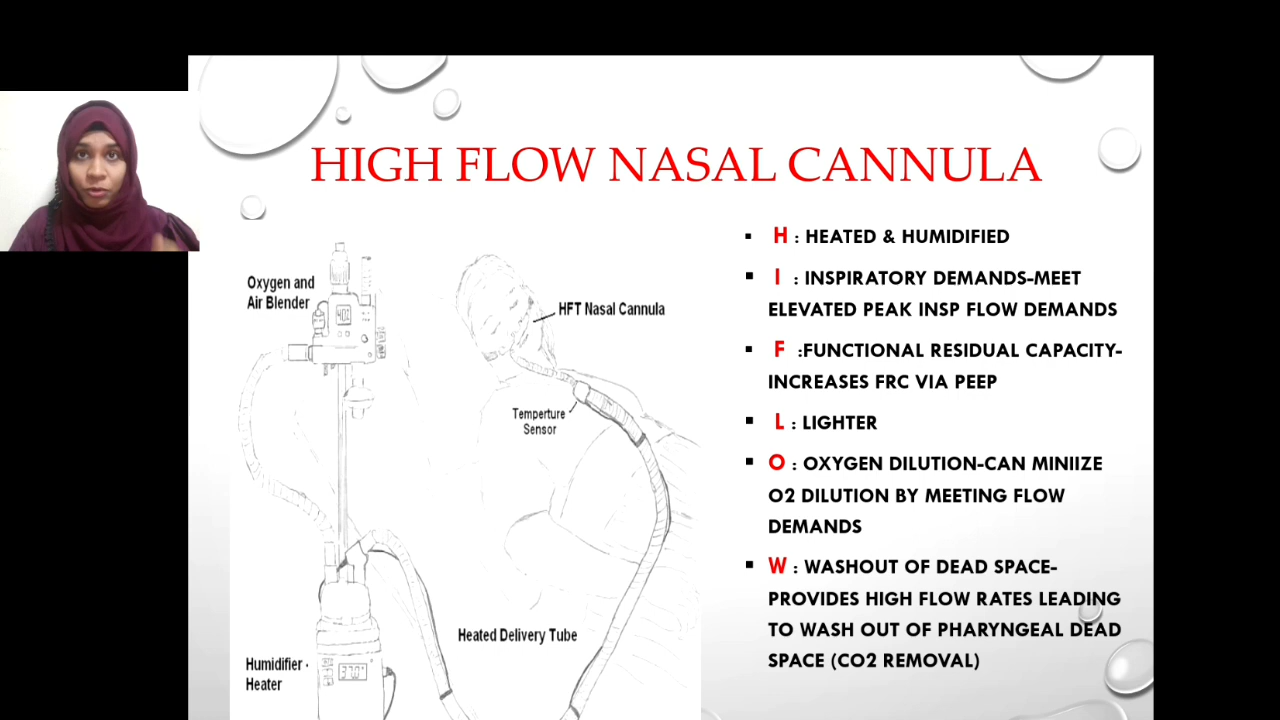 HIGH FLOW NASAL CANNULA
Oxygen and
Air Blender
HFT Nasal Cannula
Temperture
Sensor
Heated Delivery Tube
Humidifier -
Heater
37.0°
▪ H : HEATED & HUMIDIFIED
▪ I : INSPIRATORY DEMANDS-MEET
ELEVATED PEAK INSP FLOW DEMANDS
▪ F :FUNCTIONAL RESIDUAL CAPACITY-
INCREASES FRC VIA PEEP
▪ L : LIGHTER
▪ O : OXYGEN DILUTION-CAN MINIIZE
O2 DILUTION BY MEETING FLOW
DEMANDS
▪ W : WASHOUT OF DEAD SPACE-
PROVIDES HIGH FLOW RATES LEADING
TO WASH OUT OF PHARYNGEAL DEAD
SPACE (CO2 REMOVAL)